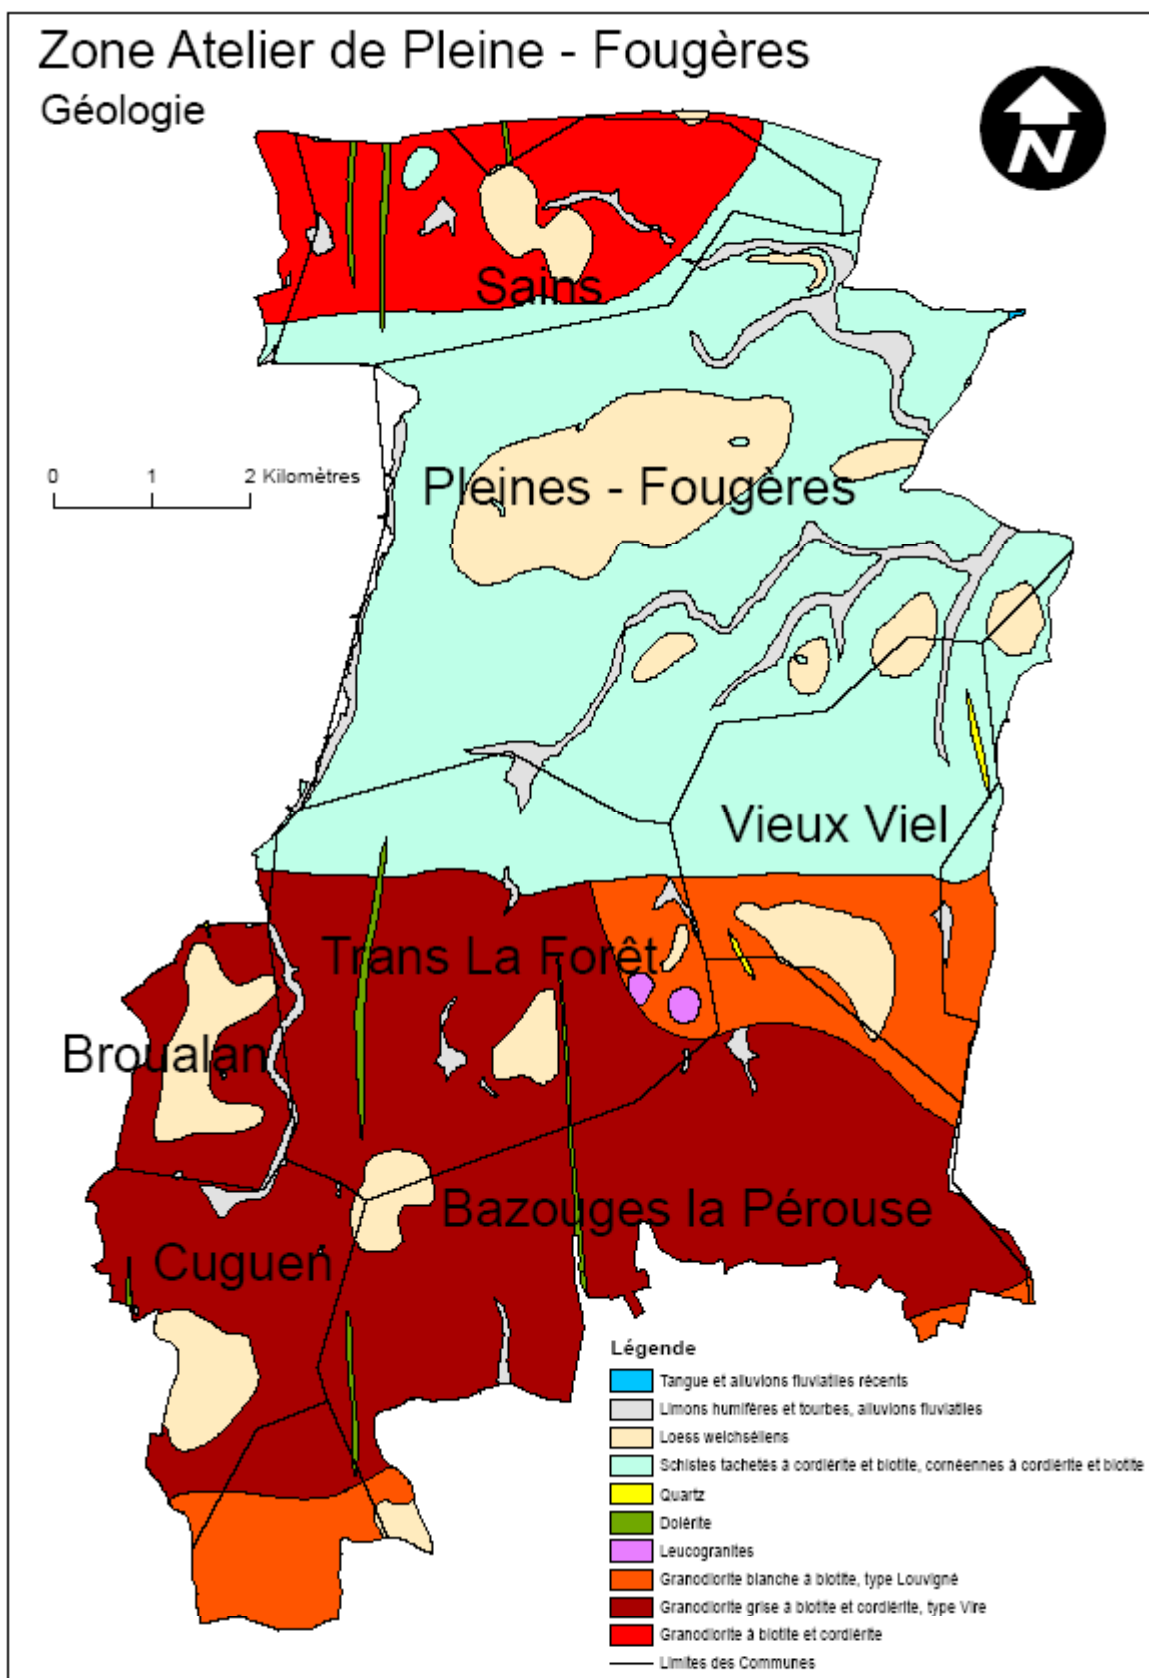 Zone Atelier de Pleine - Fougères
Géologie
N
Sains
0 1 2 Kilomètres
Pleines - Fougères
Vieux Viel
Trans La Forêt
Broualan
Bazouges la Pérouse
Cuguen
Légende
Tangue et alluvions fluviatiles récents
Limons humifères et tourbes, alluvions fluviatiles
Loess weichséliens
Schistes tachetés à cordiérite et biotite, cornéennes à cordiérite et biotite
Quartz
Dolérite
Leucogranites
Granodiorite blanche à biotite, type Louvigné
Granodiorite grise à biotite et cordiérite, type Vire
Granodiorite à biotite et cordiérite
Limites des Communes